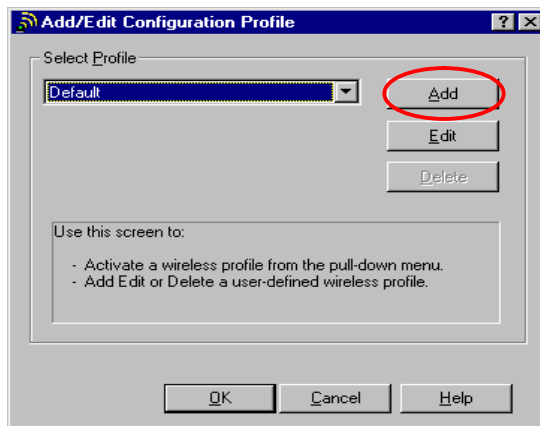 Add/Edit Configuration Profile
Select Profile
Default
Add
Edit
Delete
Use this screen to:
- Activate a wireless profile from the pull-down menu.
- Add Edit or Delete a user-defined wireless profile.
OK
Cancel
Help